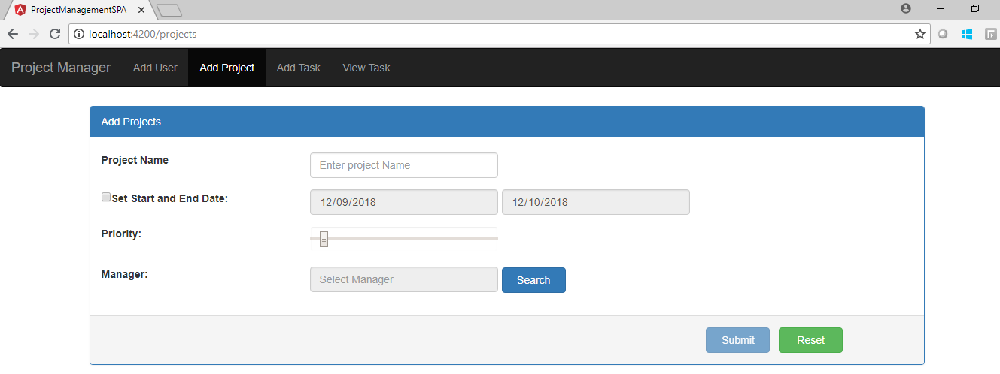 ProjectManagementSPA
localhost:4200/projects
Project Manager Add User Add Project Add Task View Task
Add Projects
Project Name Enter project Name
Set Start and End Date: 12/09/2018 12/10/2018
Priority:
Manager: Select Manager Search
Submit Reset